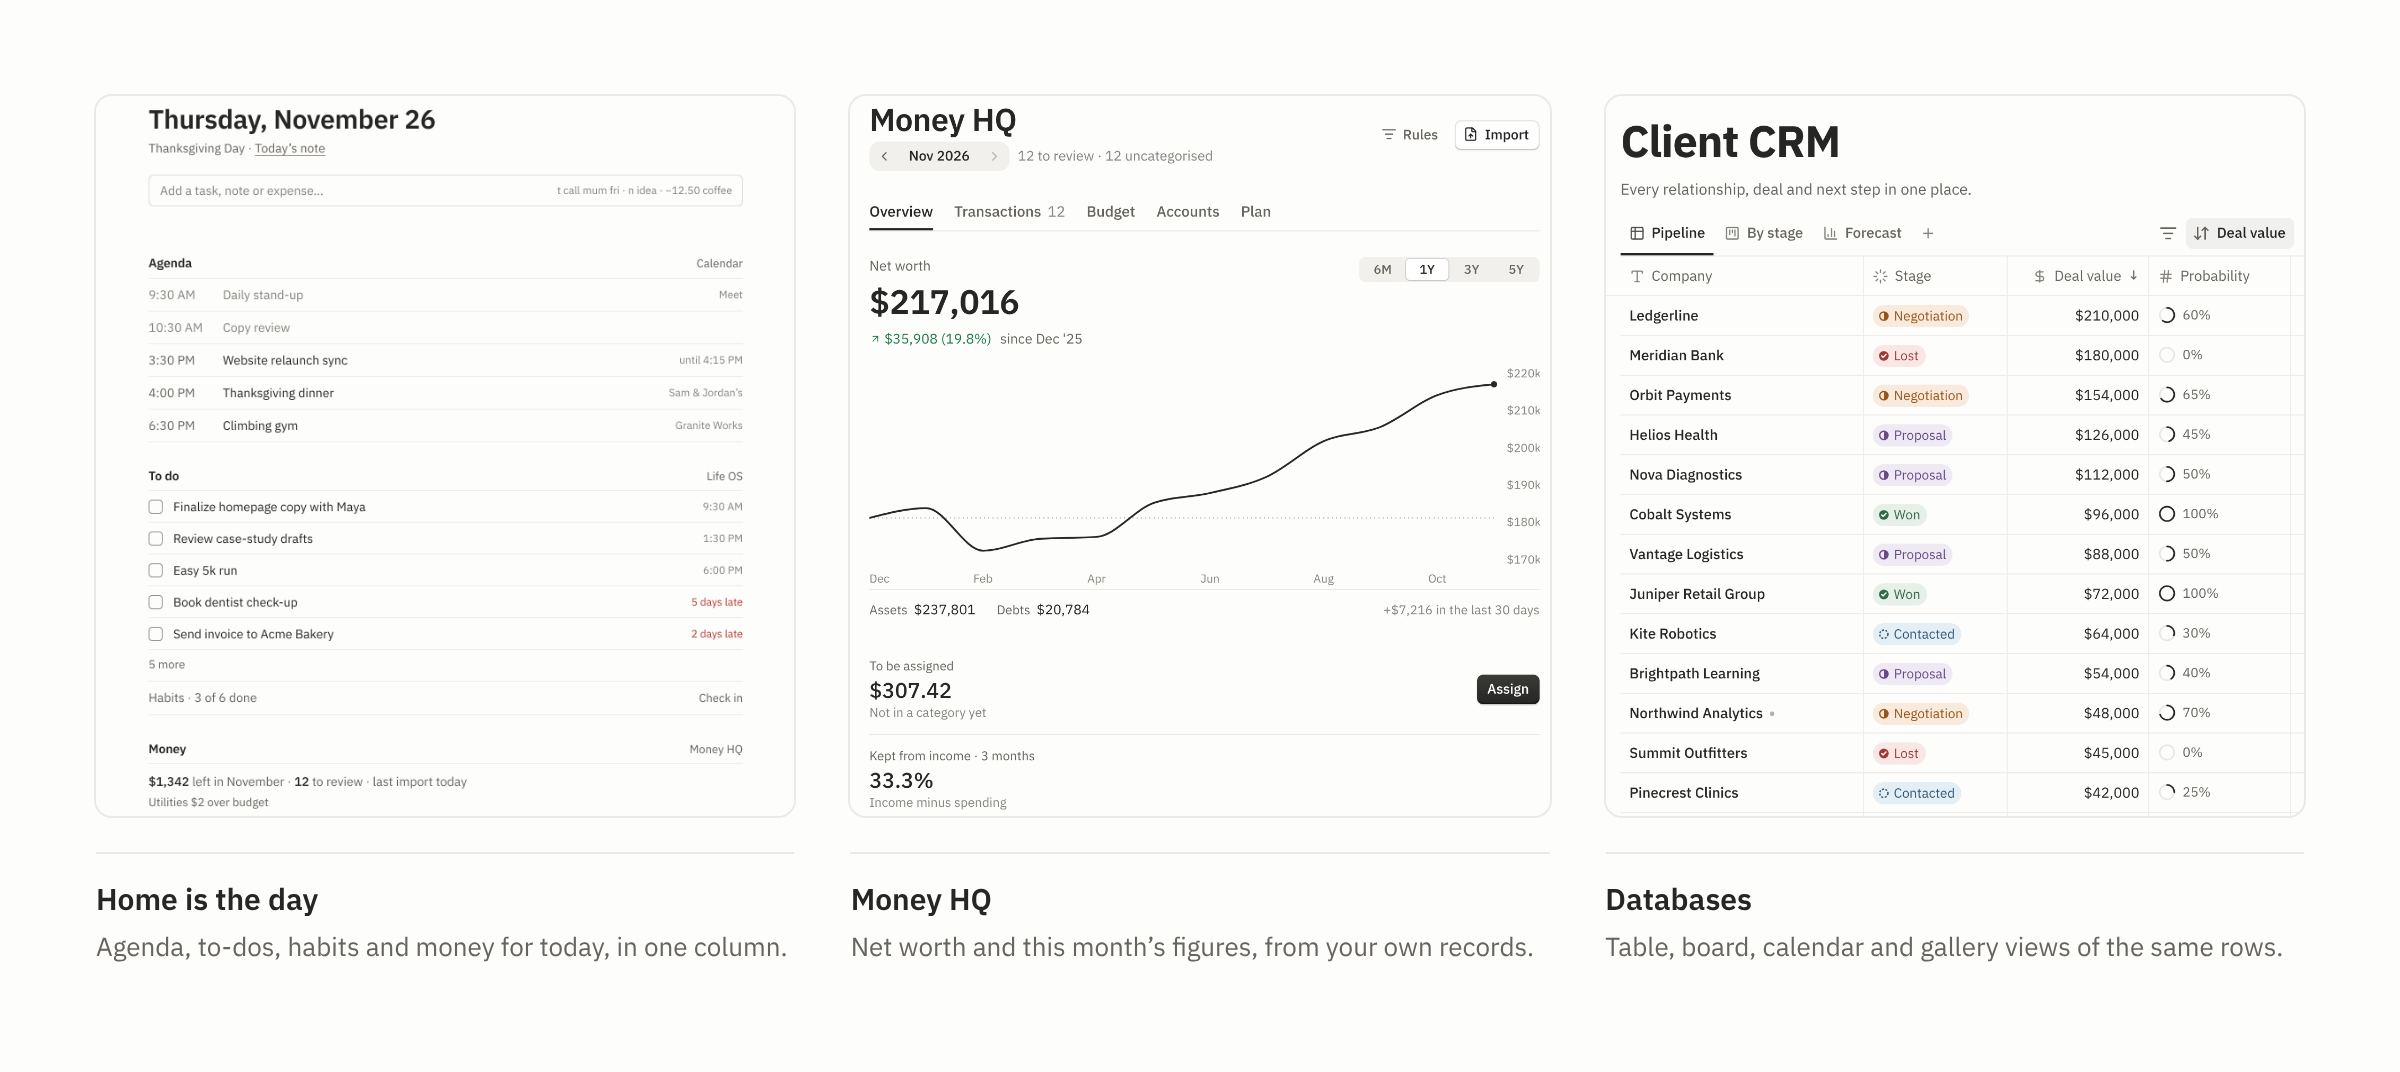 Thursday, November 26
Thanksgiving Day · Today's note
Add a task, note or expense... t call mum fri · n idea · −12.50 coffee
Agenda Calendar
9:30 AM Daily stand-up Meet
10:30 AM Copy review
3:30 PM Website relaunch sync until 4:15 PM
4:00 PM Thanksgiving dinner Sam & Jordan's
6:30 PM Climbing gym Granite Works
To do Life OS
Finalize homepage copy with Maya 9:30 AM
Review case-study drafts 1:30 PM
Easy 5k run 6:00 PM
Book dentist check-up 5 days late
Send invoice to Acme Bakery 2 days late
5 more
Habits · 3 of 6 done Check in
Money Money HQ
$1,342 left in November · 12 to review · last import today
Utilities $2 over budget
Home is the day
Agenda, to-dos, habits and money for today, in one column.
Money HQ
Rules Import
Nov 2026 12 to review · 12 uncategorised
Overview Transactions 12 Budget Accounts Plan
Net worth 6M 1Y 3Y 5Y
$217,016
$35,908 (19.8%) since Dec '25
$220k
$210k
$200k
$190k
$180k
$170k
Dec Feb Apr Jun Aug Oct
Assets $237,801 Debts $20,784 +$7,216 in the last 30 days
To be assigned
$307.42 Assign
Not in a category yet
Kept from income · 3 months
33.3%
Income minus spending
Money HQ
Net worth and this month's figures, from your own records.
Client CRM
Every relationship, deal and next step in one place.
Pipeline By stage Forecast + Deal value
Company Stage $ Deal value ↓ # Probability
Ledgerline Negotiation $210,000 60%
Meridian Bank Lost $180,000 0%
Orbit Payments Negotiation $154,000 65%
Helios Health Proposal $126,000 45%
Nova Diagnostics Proposal $112,000 50%
Cobalt Systems Won $96,000 100%
Vantage Logistics Proposal $88,000 50%
Juniper Retail Group Won $72,000 100%
Kite Robotics Contacted $64,000 30%
Brightpath Learning Proposal $54,000 40%
Northwind Analytics Negotiation $48,000 70%
Summit Outfitters Lost $45,000 0%
Pinecrest Clinics Contacted $42,000 25%
Databases
Table, board, calendar and gallery views of the same rows.